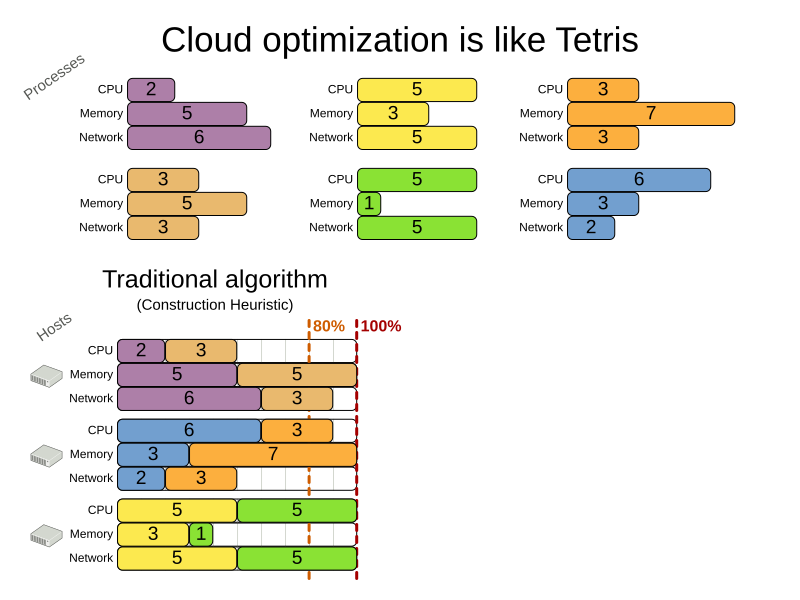 Cloud optimization is like Tetris
Processes
CPU 2 CPU 5 CPU 3
Memory 5 Memory 3 Memory 7
Network 6 Network 5 Network 3
CPU 3 CPU 5 CPU 6
Memory 5 Memory 1 Memory 3
Network 3 Network 5 Network 2
Traditional algorithm
(Construction Heuristic)
Hosts
80% 100%
CPU 2 3
Memory 5 5
Network 6 3
CPU 6 3
Memory 3 7
Network 2 3
CPU 5 5
Memory 3 1
Network 5 5